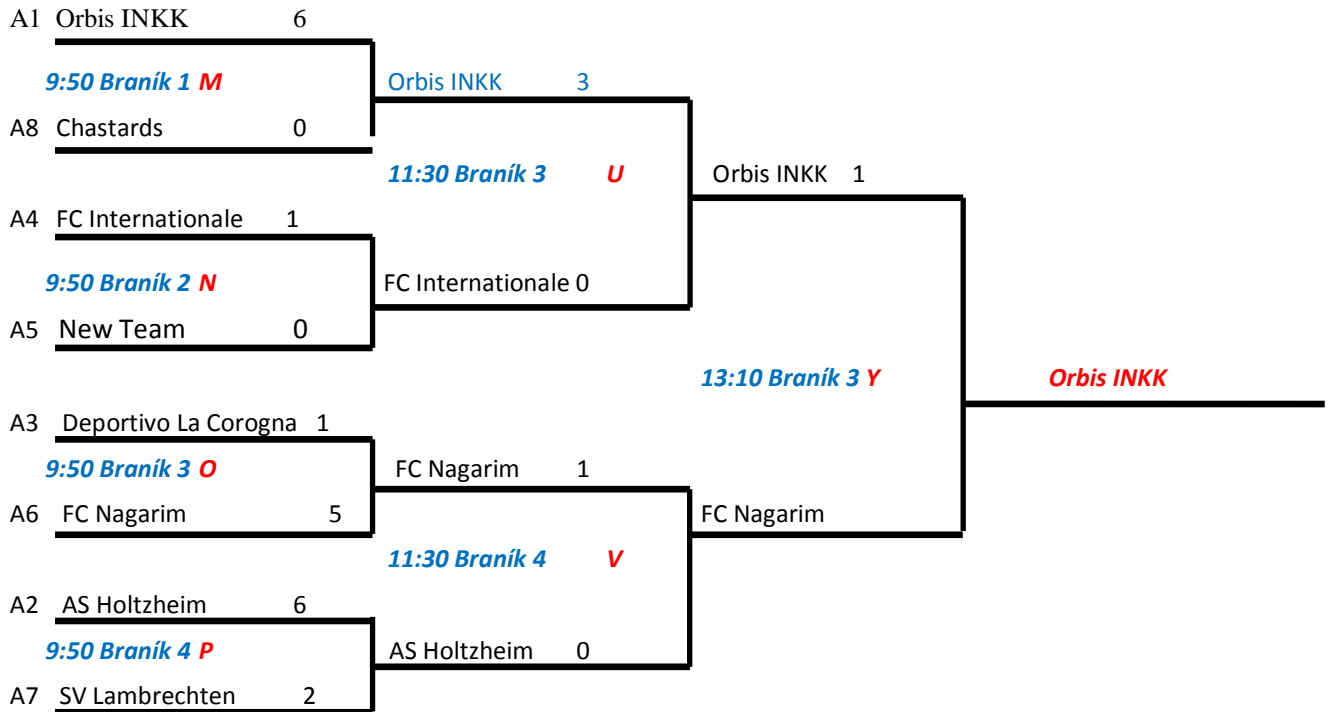 A1 Orbis INKK 6
9:50 Braník 1 M
Orbis INKK 3
A8 Chastards 0
11:30 Braník 3 U
Orbis INKK 1
A4 FC Internationale 1
9:50 Braník 2 N
FC Internationale 0
A5 New Team 0
13:10 Braník 3 Y
Orbis INKK
A3 Deportivo La Corogna 1
9:50 Braník 3 O
FC Nagarim 1
A6 FC Nagarim 5
FC Nagarim
11:30 Braník 4 V
A2 AS Holtzheim 6
9:50 Braník 4 P
AS Holtzheim 0
A7 SV Lambrechten 2